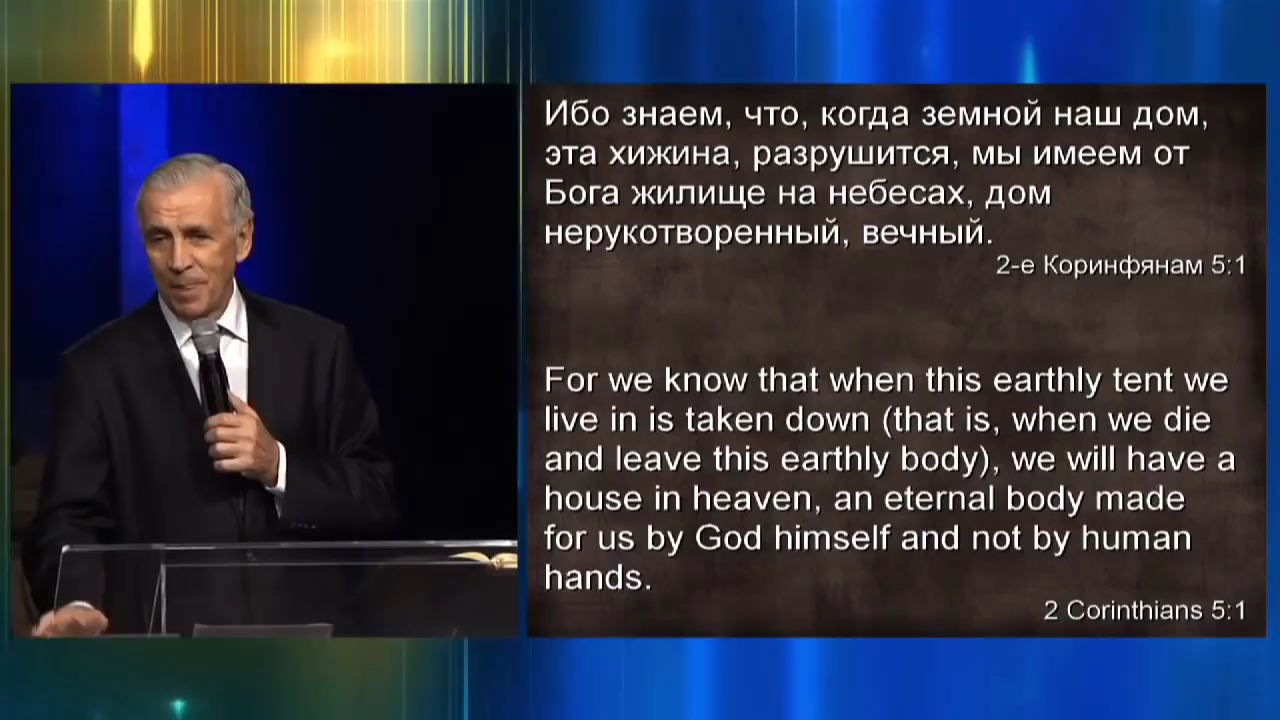 Ибо знаем, что, когда земной наш дом,
эта хижина, разрушится, мы имеем от
Бога жилище на небесах, дом
нерукотворенный, вечный.
2-е Коринфянам 5:1
For we know that when this earthly tent we
live in is taken down (that is, when we die
and leave this earthly body), we will have a
house in heaven, an eternal body made
for us by God himself and not by human
hands.
2 Corinthians 5:1